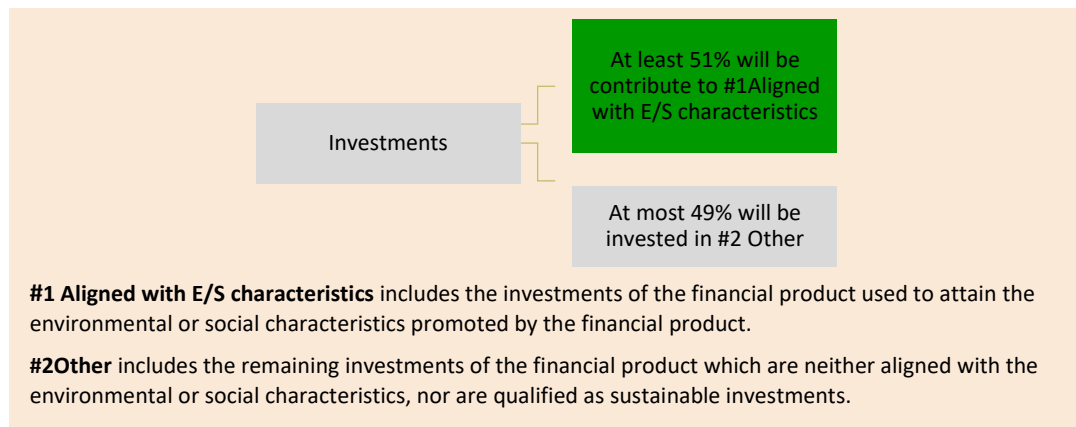 At least 51% will be
contribute to #1Aligned
with E/S characteristics
Investments
At most 49% will be
invested in #2 Other
#1 Aligned with E/S characteristics includes the investments of the financial product used to attain the
environmental or social characteristics promoted by the financial product.
#2Other includes the remaining investments of the financial product which are neither aligned with the
environmental or social characteristics, nor are qualified as sustainable investments.